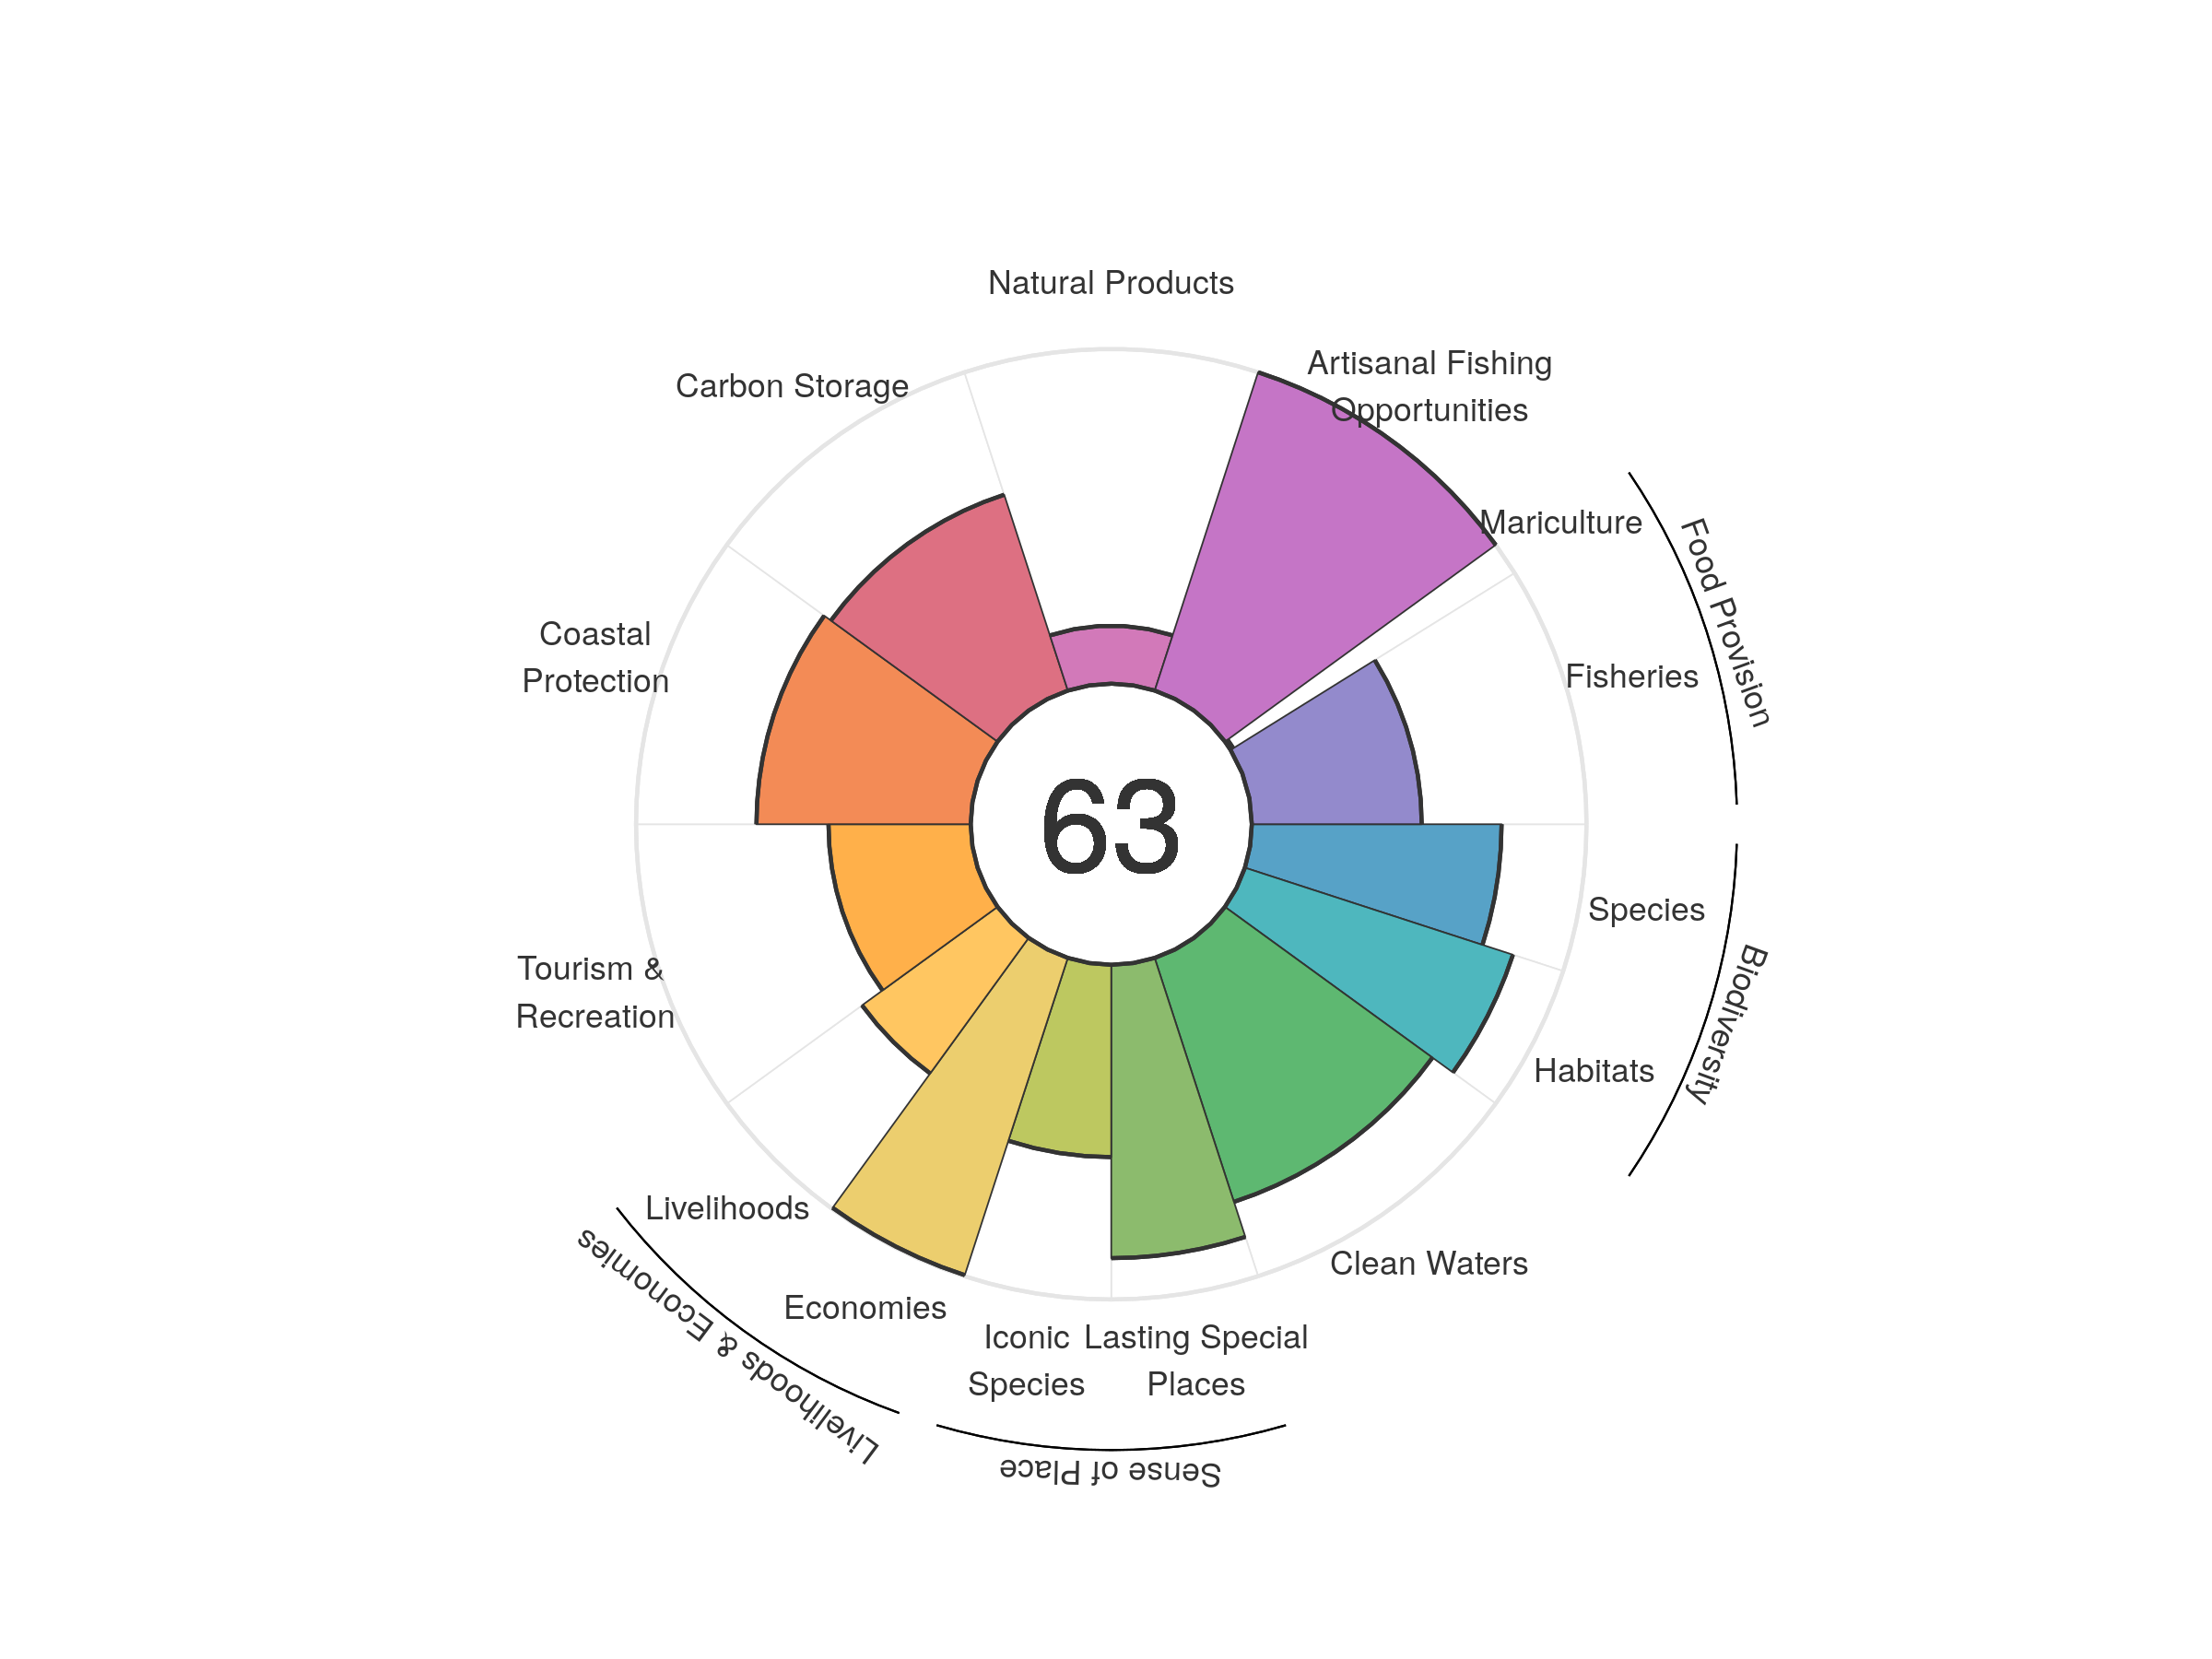 Natural Products
Artisanal Fishing
Opportunities
Carbon Storage
Mariculture
Food Provision
Coastal
Protection
Fisheries
63
Species
Tourism &
Recreation
Biodiversity
Habitats
Livelihoods
Clean Waters
Economies
Livelihoods & Economies
Iconic
Species
Lasting Special
Places
Sense of Place